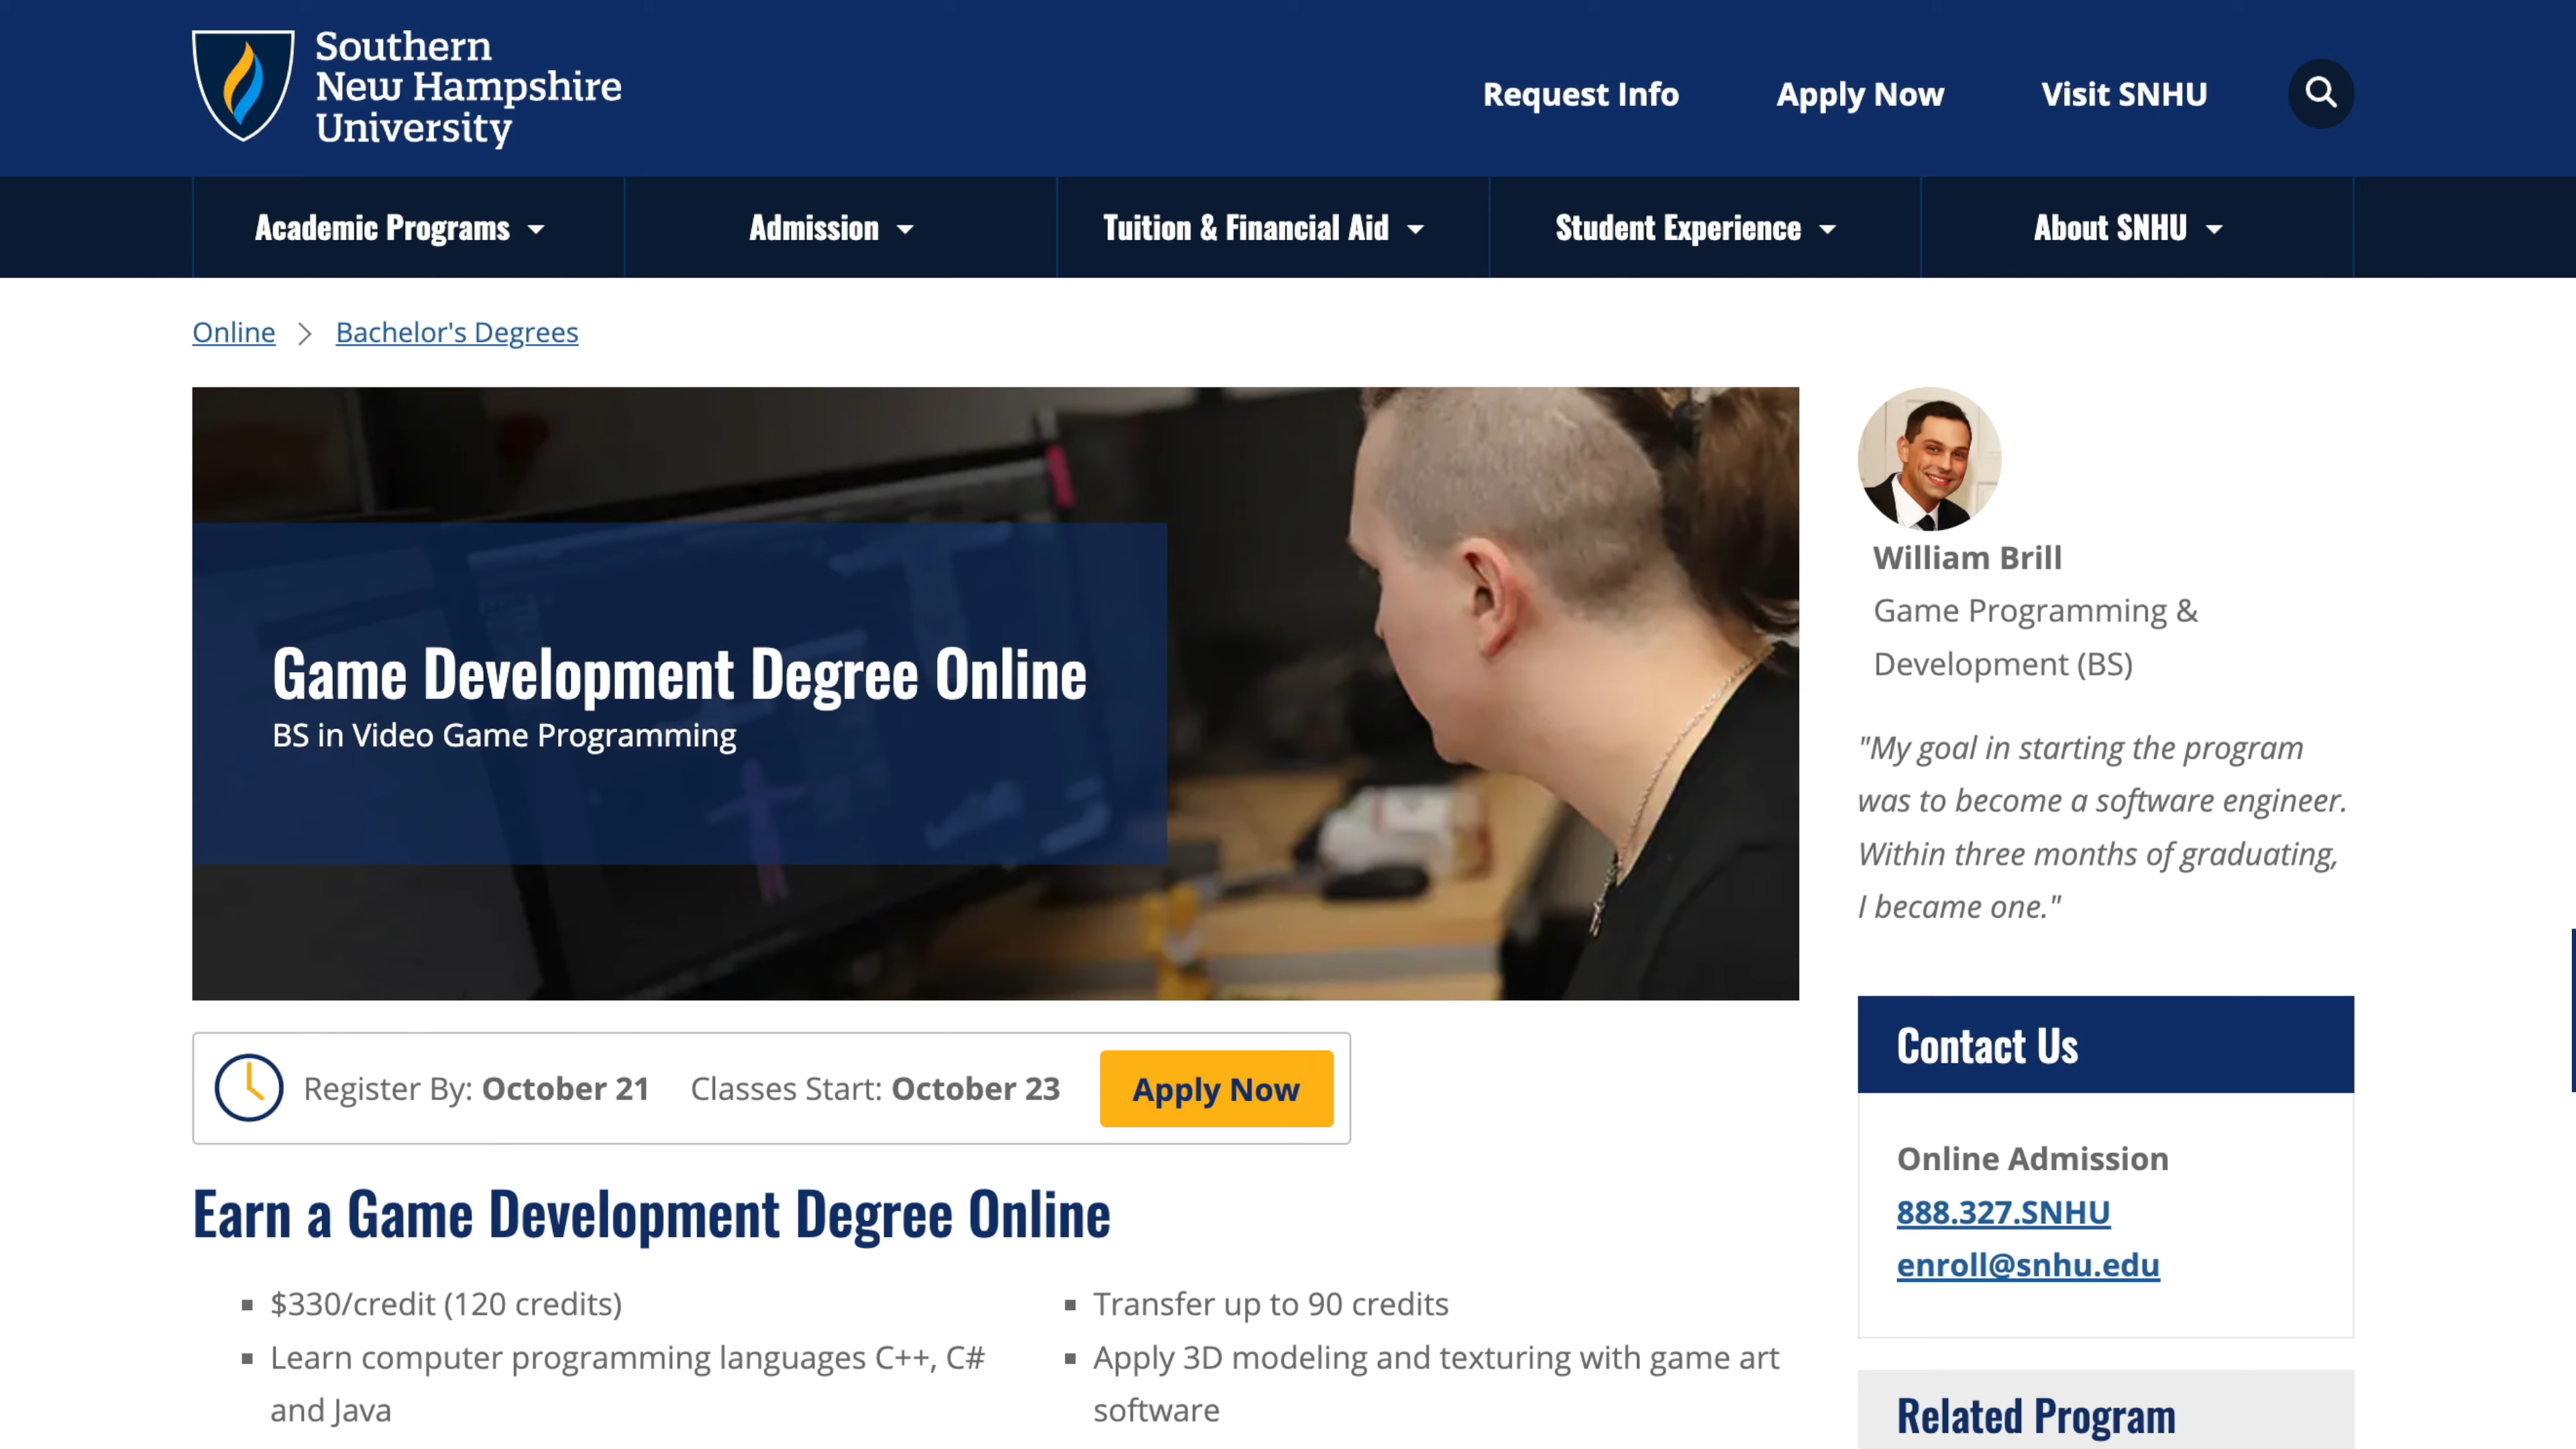 Southern
New Hampshire
University
Request Info
Apply Now
Visit SNHU
Academic Programs
Admission
Tuition & Financial Aid
Student Experience
About SNHU
Online
Bachelor's Degrees
Game Development Degree Online
BS in Video Game Programming
Register By: October 21
Classes Start: October 23
Apply Now
Earn a Game Development Degree Online
$330/credit (120 credits)
Learn computer programming languages C++, C#
and Java
Transfer up to 90 credits
Apply 3D modeling and texturing with game art
software
William Brill
Game Programming &
Development (BS)
"My goal in starting the program
was to become a software engineer.
Within three months of graduating,
I became one."
Contact Us
Online Admission
888.327.SNHU
enroll@snhu.edu
Related Program